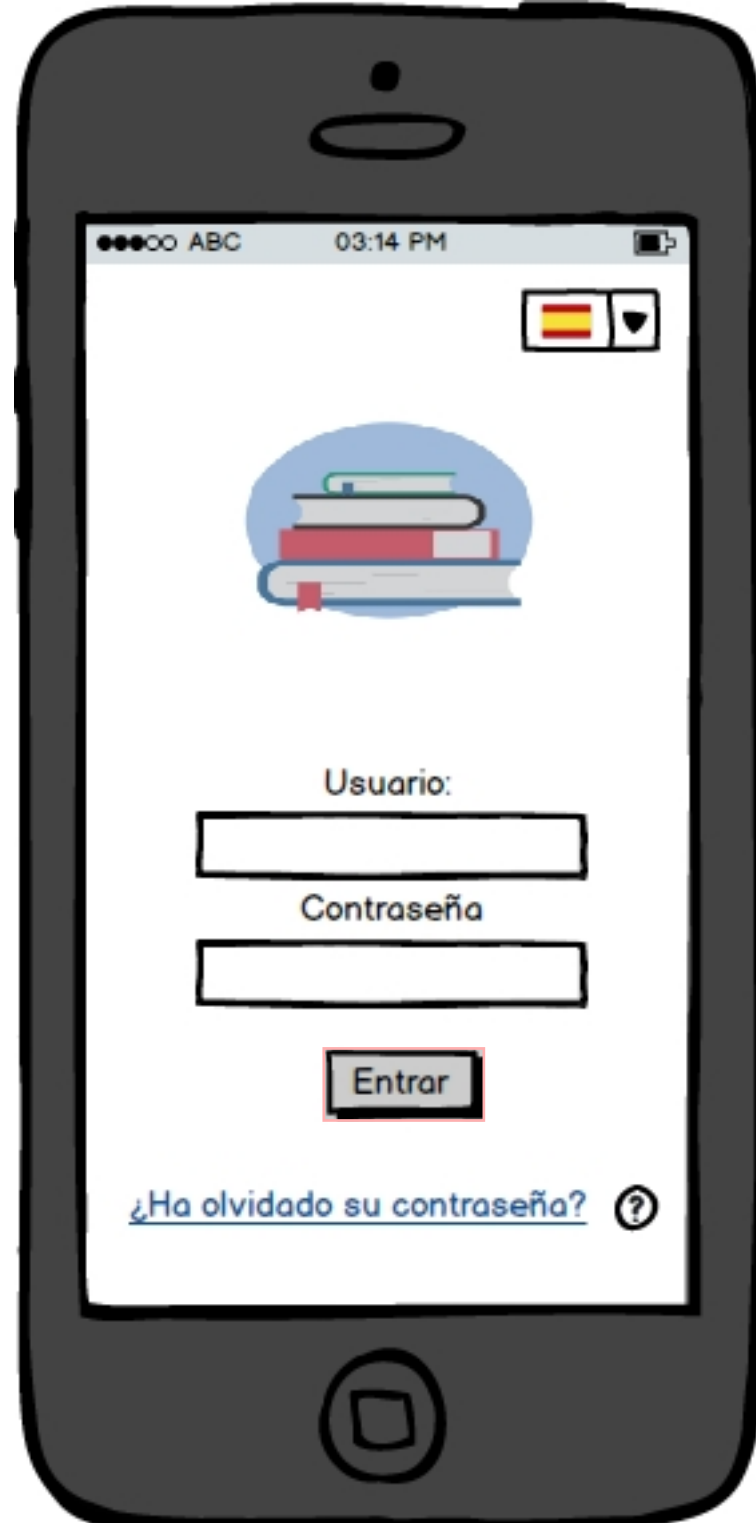 ABC 03:14 PM
Usuario:
Contraseña
Entrar
¿Ha olvidado su contraseña? ?